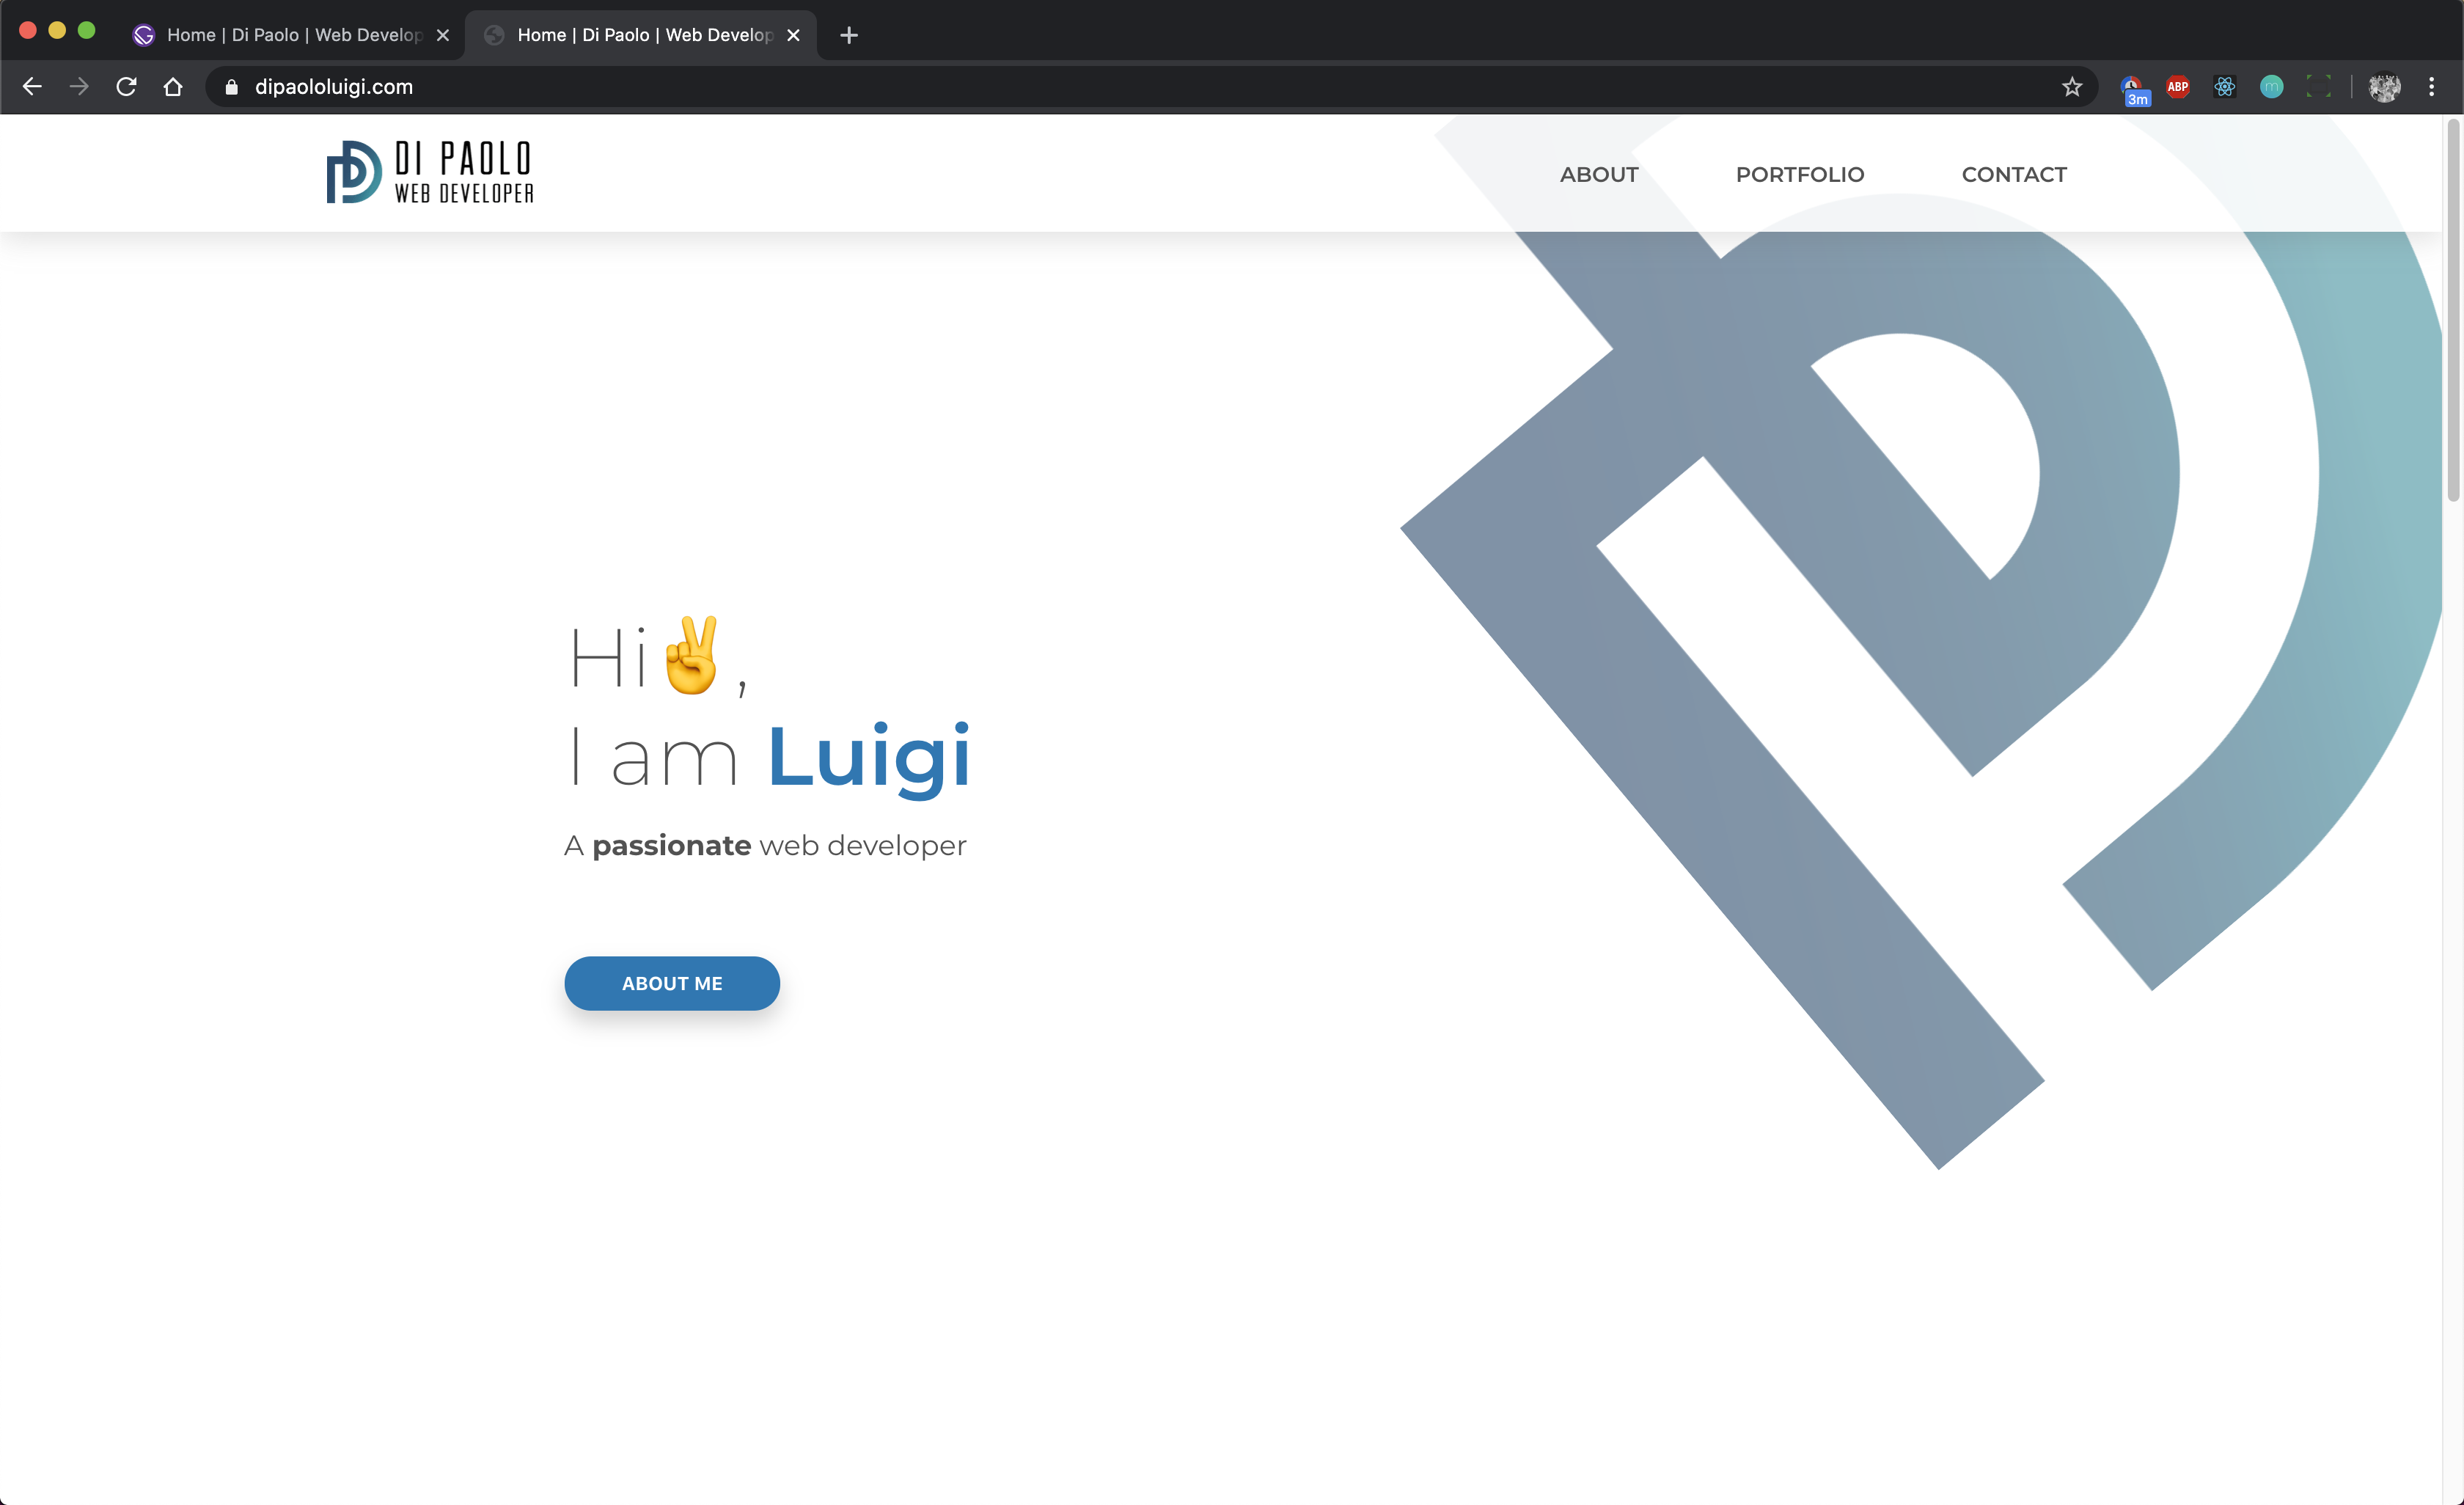 Home | Di Paolo | Web Develop
Home | Di Paolo | Web Develop
dipaololuigi.com
3m
ABP
m
DI PAOLO
WEB DEVELOPER
ABOUT
PORTFOLIO
CONTACT
Hi✌️,
I am Luigi
A passionate web developer
ABOUT ME